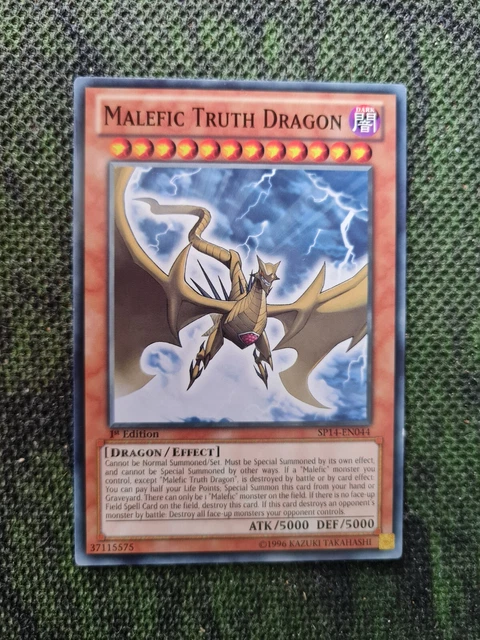 MALEFIC TRUTH DRAGON
DARK
闇
1st Edition
SP14-EN044
[DRAGON/EFFECT]
Cannot be Normal Summoned/Set. Must be Special Summoned by its own effect,
and cannot be Special Summoned by other ways. If a "Malefic" monster you
control, except "Malefic Truth Dragon", is destroyed by battle or by card effect:
You can pay half your Life Points; Special Summon this card from your hand or
Graveyard. There can only be 1 "Malefic" monster on the field. If there is no face-up
Field Spell Card on the field, destroy this card. If this card destroys an opponent's
monster by battle: Destroy all face-up monsters your opponent controls.
ATK/5000 DEF/5000
37115575
©1996 KAZUKI TAKAHASHI